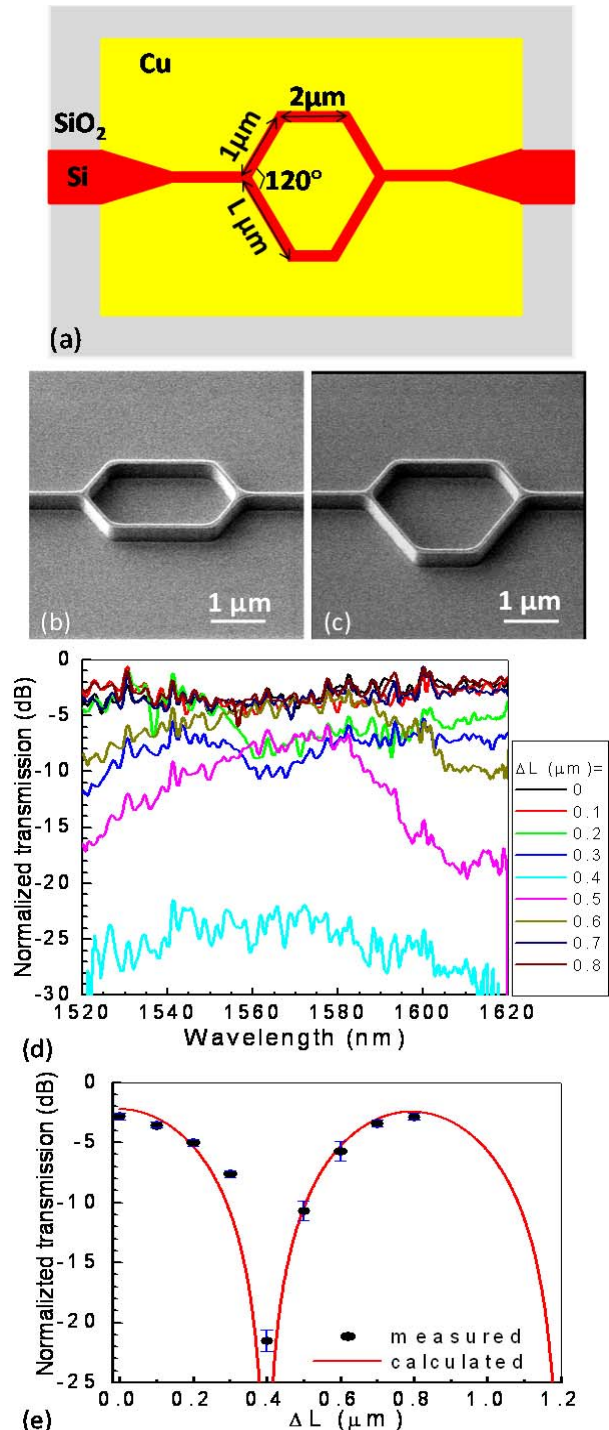 Cu
2μm
SiO2
1μm
Si
120°
L μm
(a)
1 μm
(b)
1 μm
(c)
0
-5
-10
-15
-20
-25
-30
Normalized transmission (dB)
1520 1540 1560 1580 1600 1620
Wavelength (nm)
ΔL (μm)=
0
0.1
0.2
0.3
0.4
0.5
0.6
0.7
0.8
(d)
0
-5
-10
-15
-20
-25
Normalizted transmission (dB)
measured
calculated
0.0 0.2 0.4 0.6 0.8 1.0 1.2
ΔL (μm)
(e)